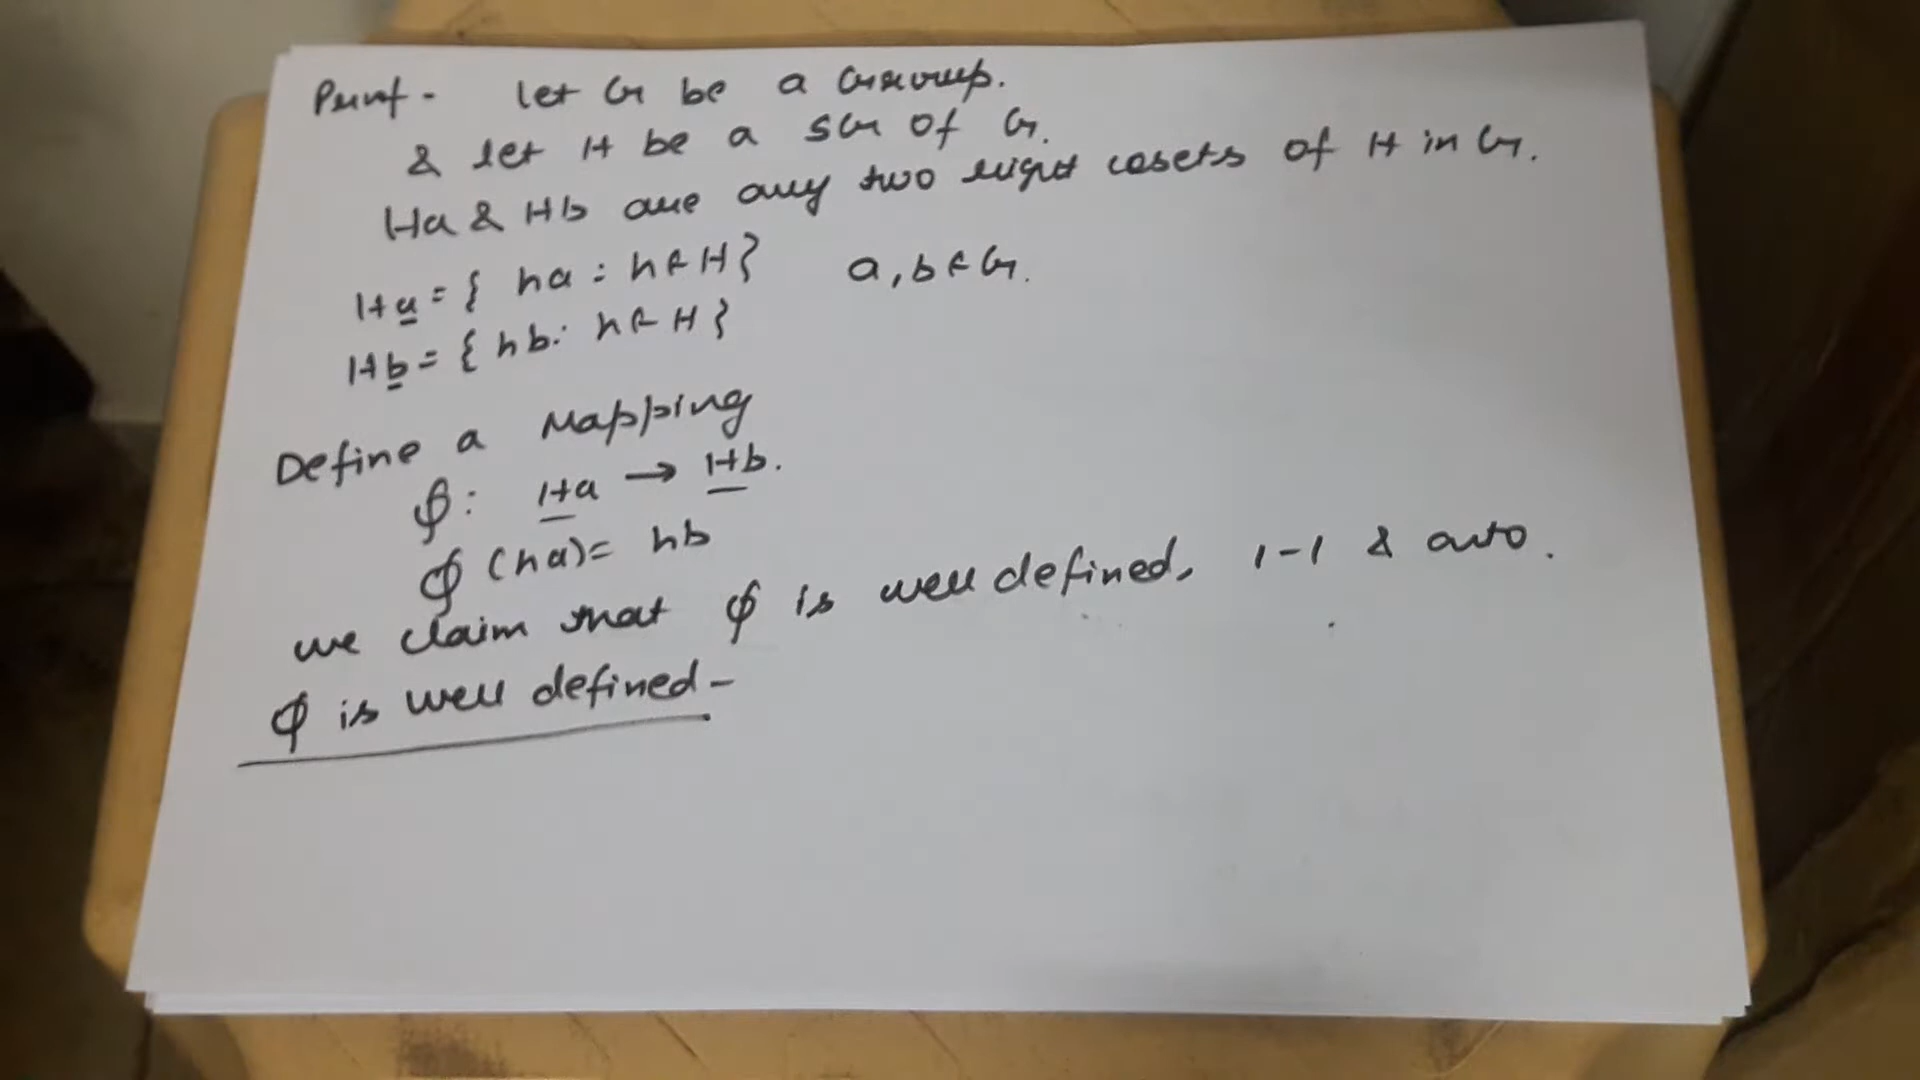 Proof - let G be a Group.
& let H be a SG of G.
Ha & Hb are any two right cosets of H in G.
Ha = { ha : h ∈ H } a, b ∈ G.
Hb = { hb : h ∈ H }
Define a Mapping
φ : Ha → Hb.
φ (ha) = hb
we claim that φ is well defined, 1-1 & onto.
φ is well defined -